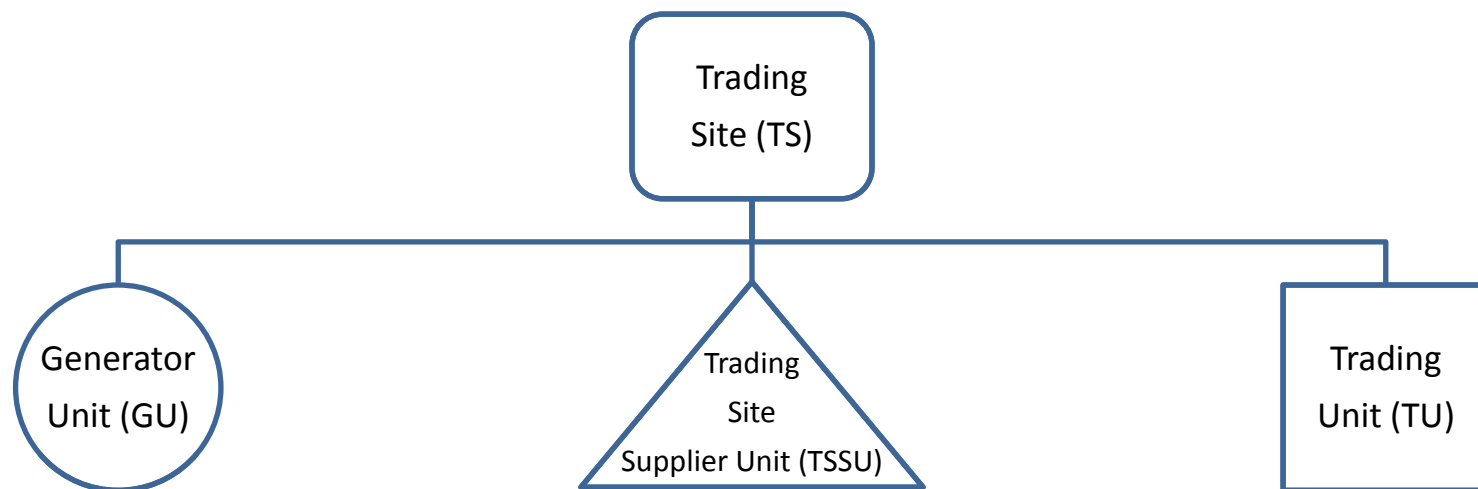 Trading
Site (TS)
Generator
Unit (GU)
Trading
Site
Supplier Unit (TSSU)
Trading
Unit (TU)